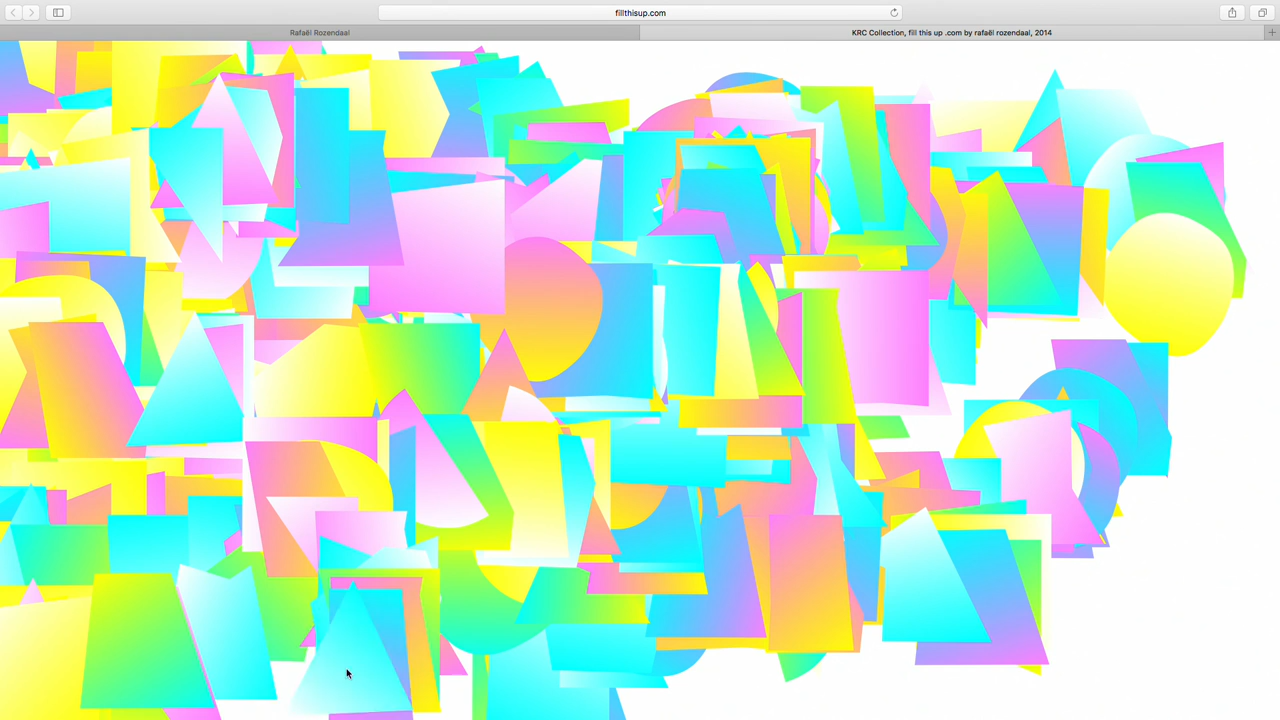 fillthisup.com
Rafaël Rozendaal
KRC Collection, fill this up .com by rafaël rozendaal, 2014